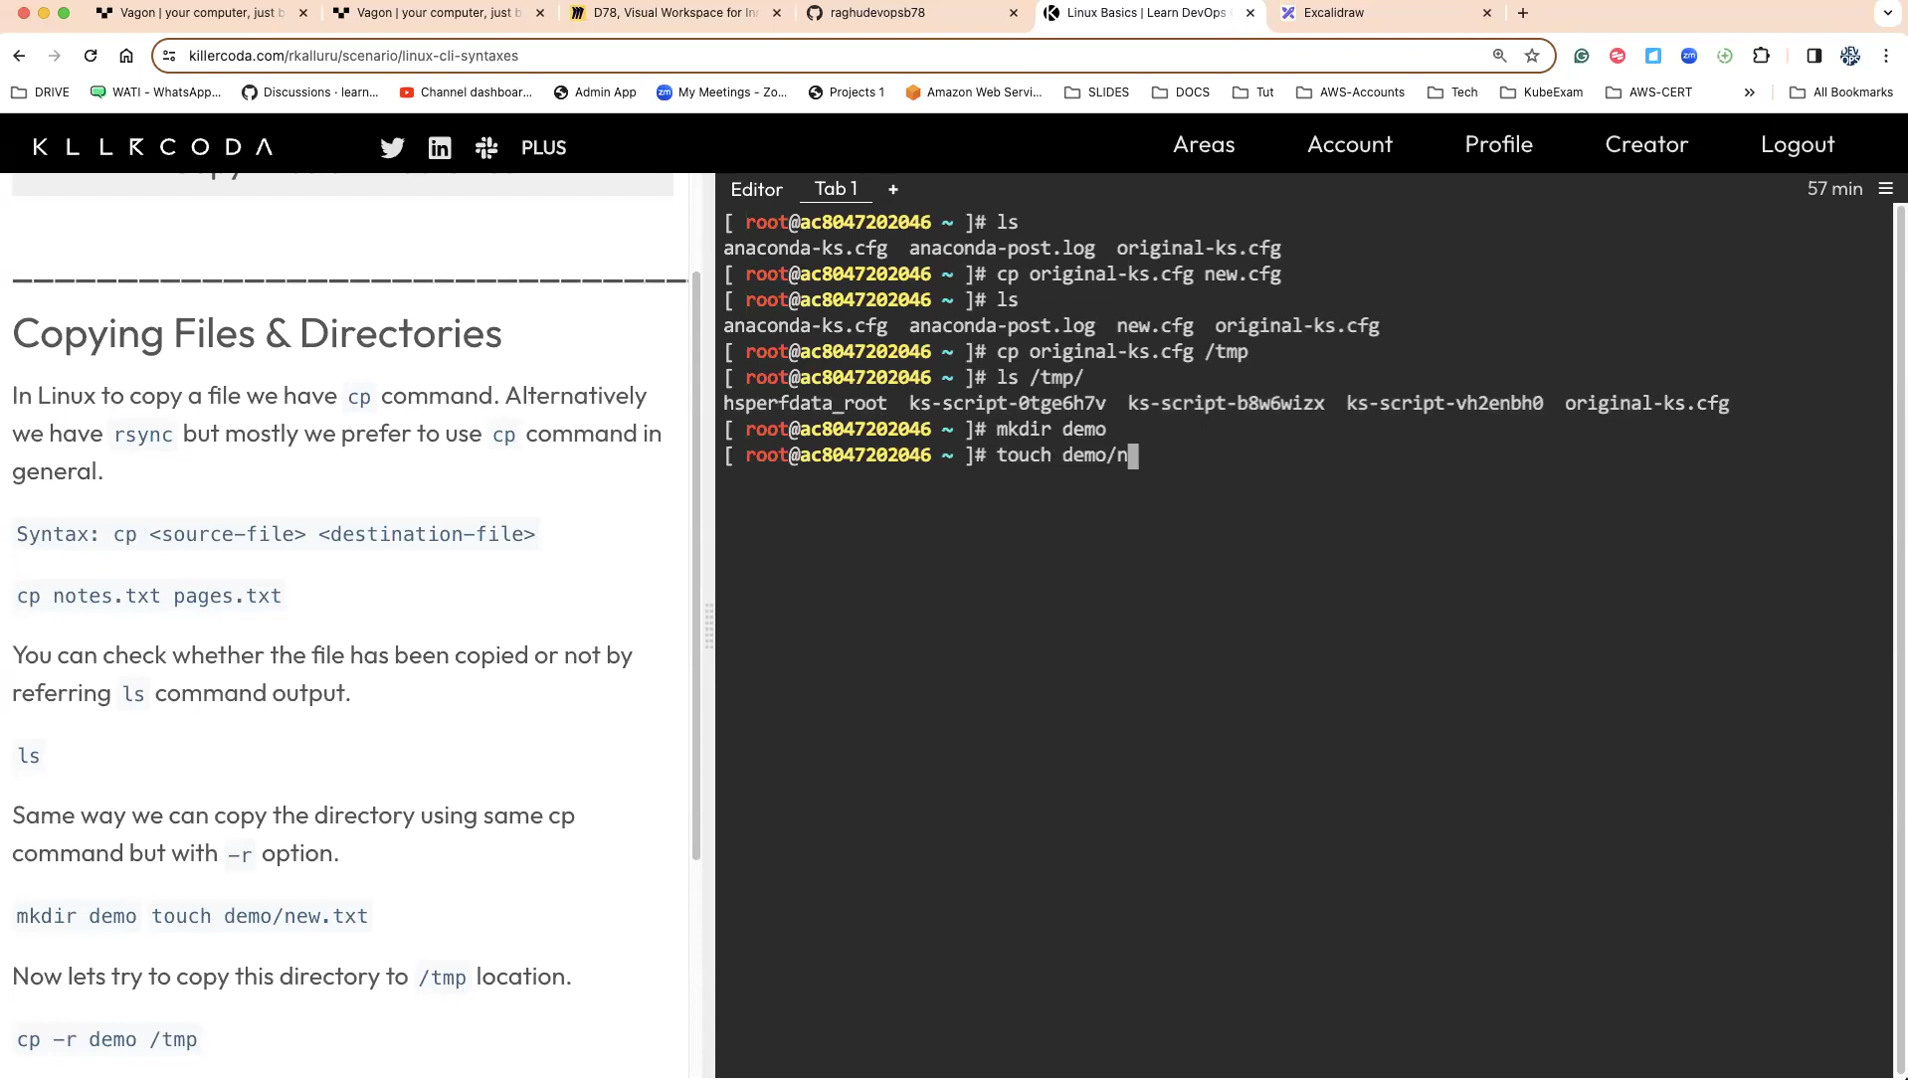 Vagon | your computer, just b
Vagon | your computer, just b
D78, Visual Workspace for Inn
raghudevopsb78
Linux Basics | Learn DevOps
Excalidraw
killercoda.com/rkalluru/scenario/linux-cli-syntaxes
DRIVE
WATI - WhatsApp...
Discussions · learn...
Channel dashboar...
Admin App
My Meetings - Zo...
Projects 1
Amazon Web Servi...
SLIDES
DOCS
Tut
AWS-Accounts
Tech
KubeExam
AWS-CERT
»
All Bookmarks
KLLRCODA
PLUS
Areas
Account
Profile
Creator
Logout
Copying Files & Directories
In Linux to copy a file we have cp command. Alternatively
we have rsync but mostly we prefer to use cp command in
general.
Syntax: cp <source-file> <destination-file>
cp notes.txt pages.txt
You can check whether the file has been copied or not by
referring ls command output.
ls
Same way we can copy the directory using same cp
command but with -r option.
mkdir demo touch demo/new.txt
Now lets try to copy this directory to /tmp location.
cp -r demo /tmp
Editor
Tab 1
+
57 min
[ root@ac8047202046 ~ ]# ls
anaconda-ks.cfg anaconda-post.log original-ks.cfg
[ root@ac8047202046 ~ ]# cp original-ks.cfg new.cfg
[ root@ac8047202046 ~ ]# ls
anaconda-ks.cfg anaconda-post.log new.cfg original-ks.cfg
[ root@ac8047202046 ~ ]# cp original-ks.cfg /tmp
[ root@ac8047202046 ~ ]# ls /tmp/
hsperfdata_root ks-script-0tge6h7v ks-script-b8w6wizx ks-script-vh2enbh0 original-ks.cfg
[ root@ac8047202046 ~ ]# mkdir demo
[ root@ac8047202046 ~ ]# touch demo/n